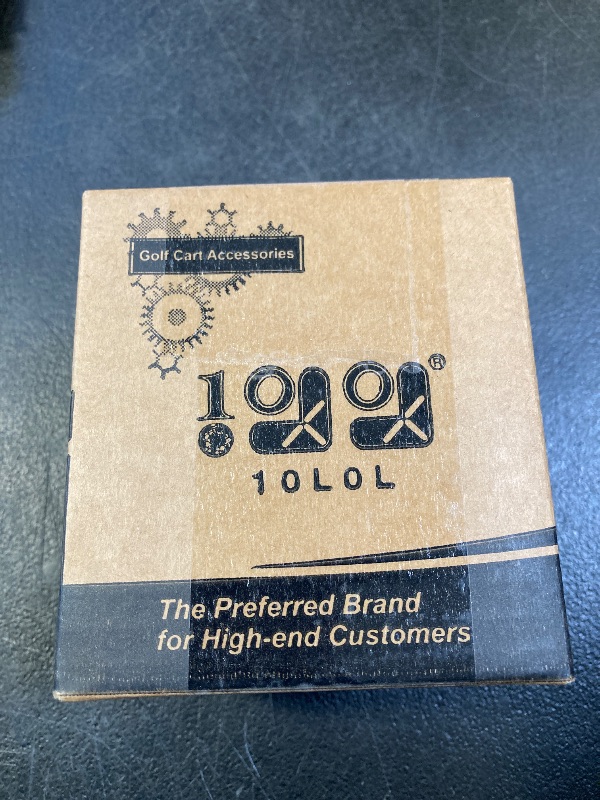 Golf Cart Accessories
®
10L0L
The Preferred Brand
for High-end Customers